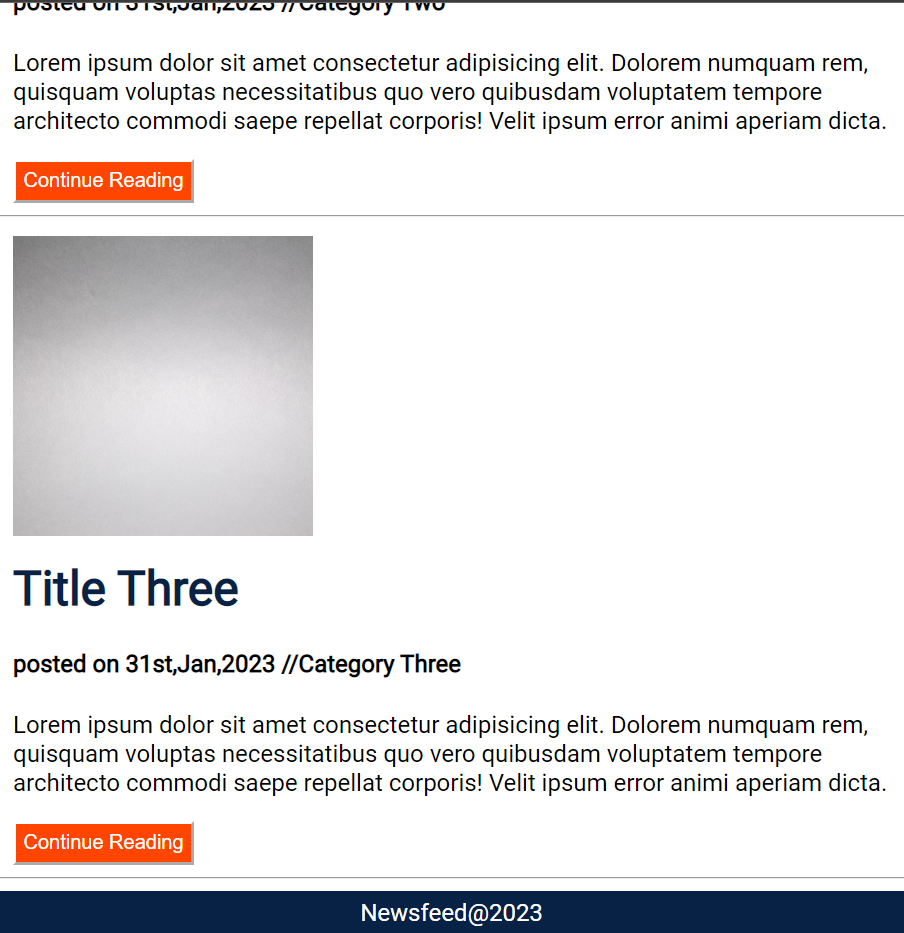 posted on 31st,Jan,2023 //Category Two
Lorem ipsum dolor sit amet consectetur adipisicing elit. Dolorem numquam rem,
quisquam voluptas necessitatibus quo vero quibusdam voluptatem tempore
architecto commodi saepe repellat corporis! Velit ipsum error animi aperiam dicta.
Continue Reading
Title Three
posted on 31st,Jan,2023 //Category Three
Lorem ipsum dolor sit amet consectetur adipisicing elit. Dolorem numquam rem,
quisquam voluptas necessitatibus quo vero quibusdam voluptatem tempore
architecto commodi saepe repellat corporis! Velit ipsum error animi aperiam dicta.
Continue Reading
Newsfeed@2023